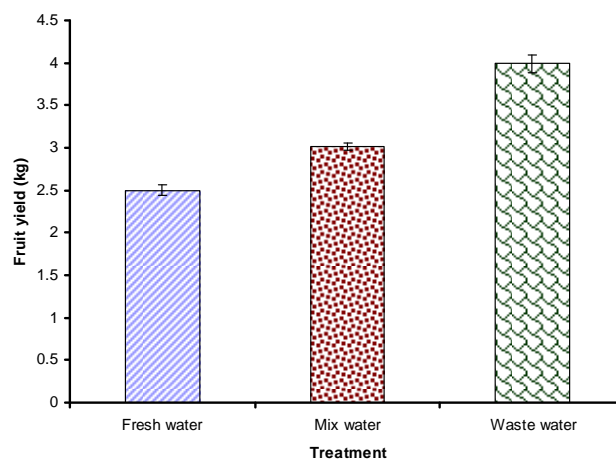 4.5
4
3.5
3
2.5
2
1.5
1
0.5
0
Fruit yield (kg)
Fresh water
Mix water
Waste water
Treatment